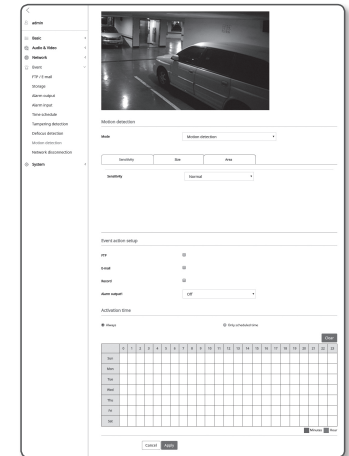 admin
Basic
Audio & Video
Network
Event
FTP / E-mail
Storage
Alarm output
Alarm input
Time schedule
Tampering detection
Defocus detection
Motion detection
Network disconnection
System
Motion detection
Mode Motion detection
Sensitivity Size Area
Sensitivity Normal
Event action setup
FTP
E-mail
Record
Alarm output1 Off
Activation time
Always Only scheduled time
Clear
0 1 2 3 4 5 6 7 8 9 10 11 12 13 14 15 16 17 18 19 20 21 22 23
Sun
Mon
Tue
Wed
Thu
Fri
Sat
Minutes Hour
Cancel Apply